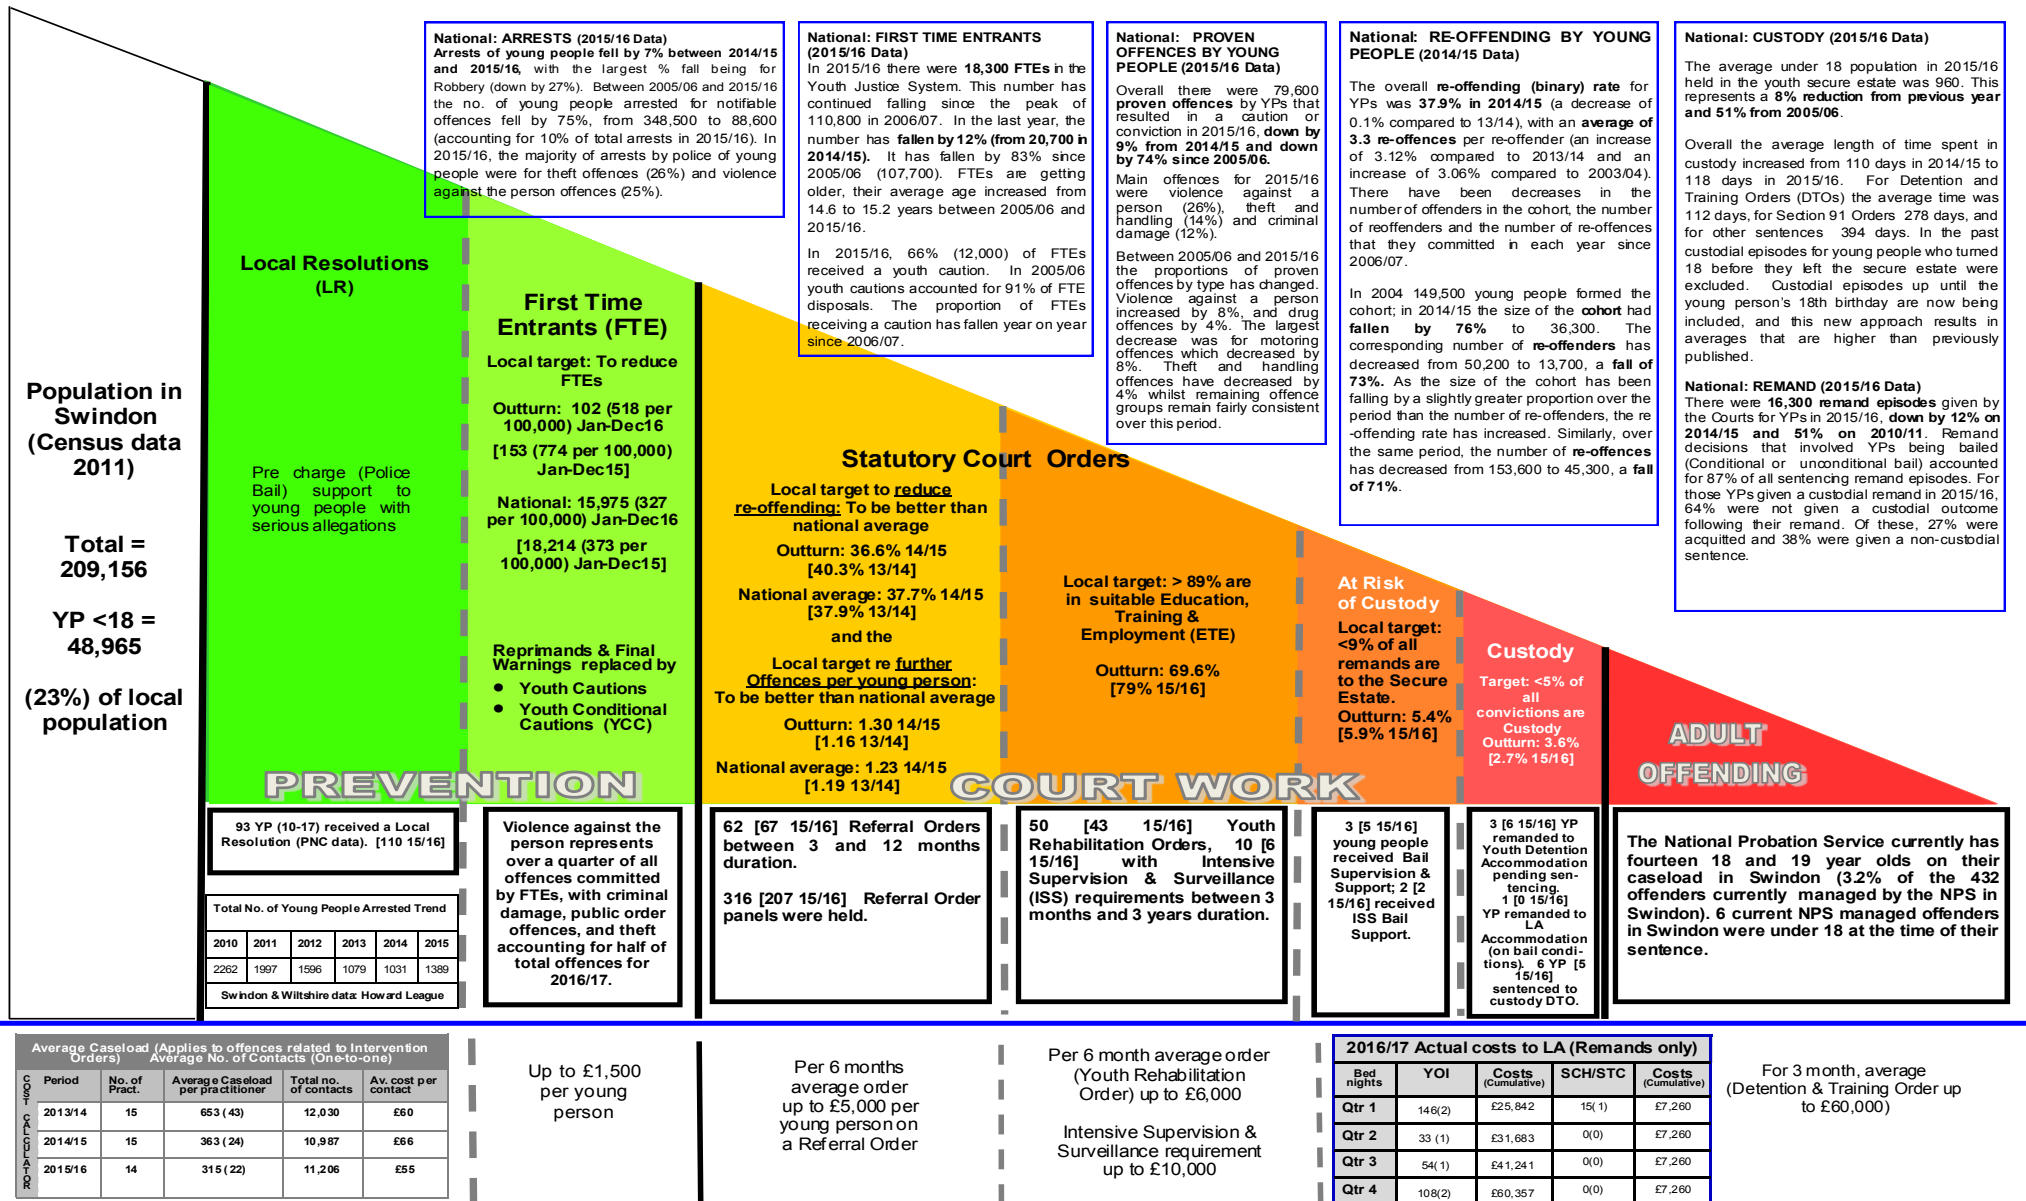 National: ARRESTS (2015/16 Data)
Arrests of young people fell by 7% between 2014/15
and 2015/16, with the largest % fall being for
Robbery (down by 27%). Between 2005/06 and 2015/16
the no. of young people arrested for notifiable
offences fell by 75%, from 348,500 to 88,600
(accounting for 10% of total arrests in 2015/16). In
2015/16, the majority of arrests by police of young
people were for theft offences (26%) and violence
against the person offences (25%).
National: FIRST TIME ENTRANTS
(2015/16 Data)
In 2015/16 there were 18,300 FTEs in the
Youth Justice System. This number has
continued falling since the peak of
110,800 in 2006/07. In the last year, the
number has fallen by 12% (from 20,700 in
2014/15). It has fallen by 83% since
2005/06 (107,700). FTEs are getting
older, their average age increased from
14.6 to 15.2 years between 2005/06 and
2015/16.
In 2015/16, 66% (12,000) of FTEs
received a youth caution. In 2005/06
youth cautions accounted for 91% of FTE
disposals. The proportion of FTEs
receiving a caution has fallen year on year
since 2006/07.
National: PROVEN
OFFENCES BY YOUNG
PEOPLE (2015/16 Data)
Overall there were 79,600
proven offences by YPs that
resulted in a caution or
conviction in 2015/16, down by
9% from 2014/15 and down
by 74% since 2005/06.
Main offences for 2015/16
were violence against a
person (26%), theft and
handling (14%) and criminal
damage (12%).
Between 2005/06 and 2015/16
the proportions of proven
offences by type has changed.
Violence against a person
increased by 8%, and drug
offences by 4%. The largest
decrease was for motoring
offences which decreased by
8%. Theft and handling
offences have decreased by
4% whilst remaining offence
groups remain fairly consistent
over this period.
National: RE-OFFENDING BY YOUNG
PEOPLE (2014/15 Data)
The overall re-offending (binary) rate for
YPs was 37.9% in 2014/15 (a decrease of
0.1% compared to 13/14), with an average of
3.3 re-offences per re-offender (an increase
of 3.12% compared to 2013/14 and an
increase of 3.06% compared to 2003/04).
There have been decreases in the
number of offenders in the cohort, the number
of reoffenders and the number of re-offences
that they committed in each year since
2006/07.
In 2004 149,500 young people formed the
cohort; in 2014/15 the size of the cohort had
fallen by 76% to 36,300. The
corresponding number of re-offenders has
decreased from 50,200 to 13,700, a fall of
73%. As the size of the cohort has been
falling by a slightly greater proportion over the
period than the number of re-offenders, the re
-offending rate has increased. Similarly, over
the same period, the number of re-offences
has decreased from 153,600 to 45,300, a fall
of 71%.
National: CUSTODY (2015/16 Data)
The average under 18 population in 2015/16
held in the youth secure estate was 960. This
represents a 8% reduction from previous year
and 51% from 2005/06.
Overall the average length of time spent in
custody increased from 110 days in 2014/15 to
118 days in 2015/16. For Detention and
Training Orders (DTOs) the average time was
112 days, for Section 91 Orders 278 days, and
for other sentences 394 days. In the past
custodial episodes for young people who turned
18 before they left the secure estate were
excluded. Custodial episodes up until the
young person's 18th birthday are now being
included, and this new approach results in
averages that are higher than previously
published.
National: REMAND (2015/16 Data)
There were 16,300 remand episodes given by
the Courts for YPs in 2015/16, down by 12% on
2014/15 and 51% on 2010/11. Remand
decisions that involved YPs being bailed
(Conditional or unconditional bail) accounted
for 87% of all sentencing remand episodes. For
those YPs given a custodial remand in 2015/16,
64% were not given a custodial outcome
following their remand. Of these, 27% were
acquitted and 38% were given a non-custodial
sentence.
Population in
Swindon
(Census data
2011)
Total =
209,156
YP <18 =
48,965
(23%) of local
population
Local Resolutions
(LR)
Pre charge (Police
Bail) support to
young people with
serious allegations
First Time
Entrants (FTE)
Local target: To reduce
FTEs
Outturn: 102 (518 per
100,000) Jan-Dec16
[153 (774 per 100,000)
Jan-Dec15]
National: 15,975 (327
per 100,000) Jan-Dec16
[18,214 (373 per
100,000) Jan-Dec15]
Reprimands & Final
Warnings replaced by
• Youth Cautions
• Youth Conditional
Cautions (YCC)
PREVENTION
Statutory Court Orders
Local target to reduce
re-offending: To be better than
national average
Outturn: 36.6% 14/15
[40.3% 13/14]
National average: 37.7% 14/15
[37.9% 13/14]
and the
Local target re further
Offences per young person:
To be better than national average
Outturn: 1.30 14/15
[1.16 13/14]
National average: 1.23 14/15
[1.19 13/14]
Local target: > 89% are
in suitable Education,
Training &
Employment (ETE)
Outturn: 69.6%
[79% 15/16]
COURT WORK
At Risk
of Custody
Local target:
<9% of all
remands are
to the Secure
Estate.
Outturn: 5.4%
[5.9% 15/16]
Custody
Target: <5% of
all
convictions are
Custody
Outturn: 3.6%
[2.7% 15/16]
ADULT
OFFENDING
93 YP (10-17) received a Local
Resolution (PNC data). [110 15/16]
Total No. of Young People Arrested Trend
2010 2011 2012 2013 2014 2015
2262 1997 1596 1079 1031 1389
Swindon & Wiltshire data: Howard League
Violence against the
person represents
over a quarter of all
offences committed
by FTEs, with criminal
damage, public order
offences, and theft
accounting for half of
total offences for
2016/17.
62 [67 15/16] Referral Orders
between 3 and 12 months
duration.
316 [207 15/16] Referral Order
panels were held.
50 [43 15/16] Youth
Rehabilitation Orders, 10 [6
15/16] with Intensive
Supervision & Surveillance
(ISS) requirements between 3
months and 3 years duration.
3 [5 15/16]
young people
received Bail
Supervision &
Support; 2 [2
15/16] received
ISS Bail
Support.
3 [6 15/16] YP
remanded to
Youth Detention
Accommodation
pending sen-
tencing.
1 [0 15/16]
YP remanded to
LA
Accommodation
(on bail condi-
tions). 6 YP [5
15/16]
sentenced to
custody DTO.
The National Probation Service currently has
fourteen 18 and 19 year olds on their
caseload in Swindon (3.2% of the 432
offenders currently managed by the NPS in
Swindon). 6 current NPS managed offenders
in Swindon were under 18 at the time of their
sentence.
Average Caseload (Applies to offences related to Intervention
Orders) Average No. of Contacts (One-to-one)
COST CALCULATOR
Period No. of Pract. Average Caseload per practitioner Total no. of contacts Av. cost per contact
2013/14 15 653 (43) 12,030 £60
2014/15 15 363 (24) 10,987 £66
2015/16 14 315 (22) 11,206 £55
Up to £1,500
per young
person
Per 6 months
average order
up to £5,000 per
young person on
a Referral Order
Per 6 month average order
(Youth Rehabilitation
Order) up to £6,000
Intensive Supervision &
Surveillance requirement
up to £10,000
2016/17 Actual costs to LA (Remands only)
Bed nights YOI Costs (Cumulative) SCH/STC Costs (Cumulative)
Qtr 1 146(2) £25,842 15(1) £7,260
Qtr 2 33 (1) £31,683 0(0) £7,260
Qtr 3 54(1) £41,241 0(0) £7,260
Qtr 4 108(2) £60,357 0(0) £7,260
For 3 month, average
(Detention & Training Order up
to £60,000)